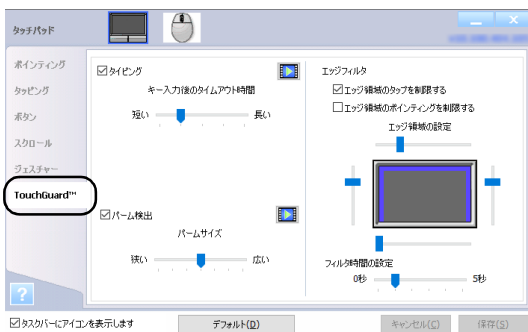 タッチパッド
ポインティング
タッピング
ボタン
スクロール
ジェスチャー
TouchGuard™
タイピング
キー入力後のタイムアウト時間
短い 長い
パーム検出
パームサイズ
狭い 広い
エッジフィルタ
エッジ領域のタップを制限する
エッジ領域のポインティングを制限する
エッジ領域の設定
フィルタ時間の設定
0秒 5秒
?
タスクバーにアイコンを表示します
デフォルト(D)
キャンセル(C)
保存(S)